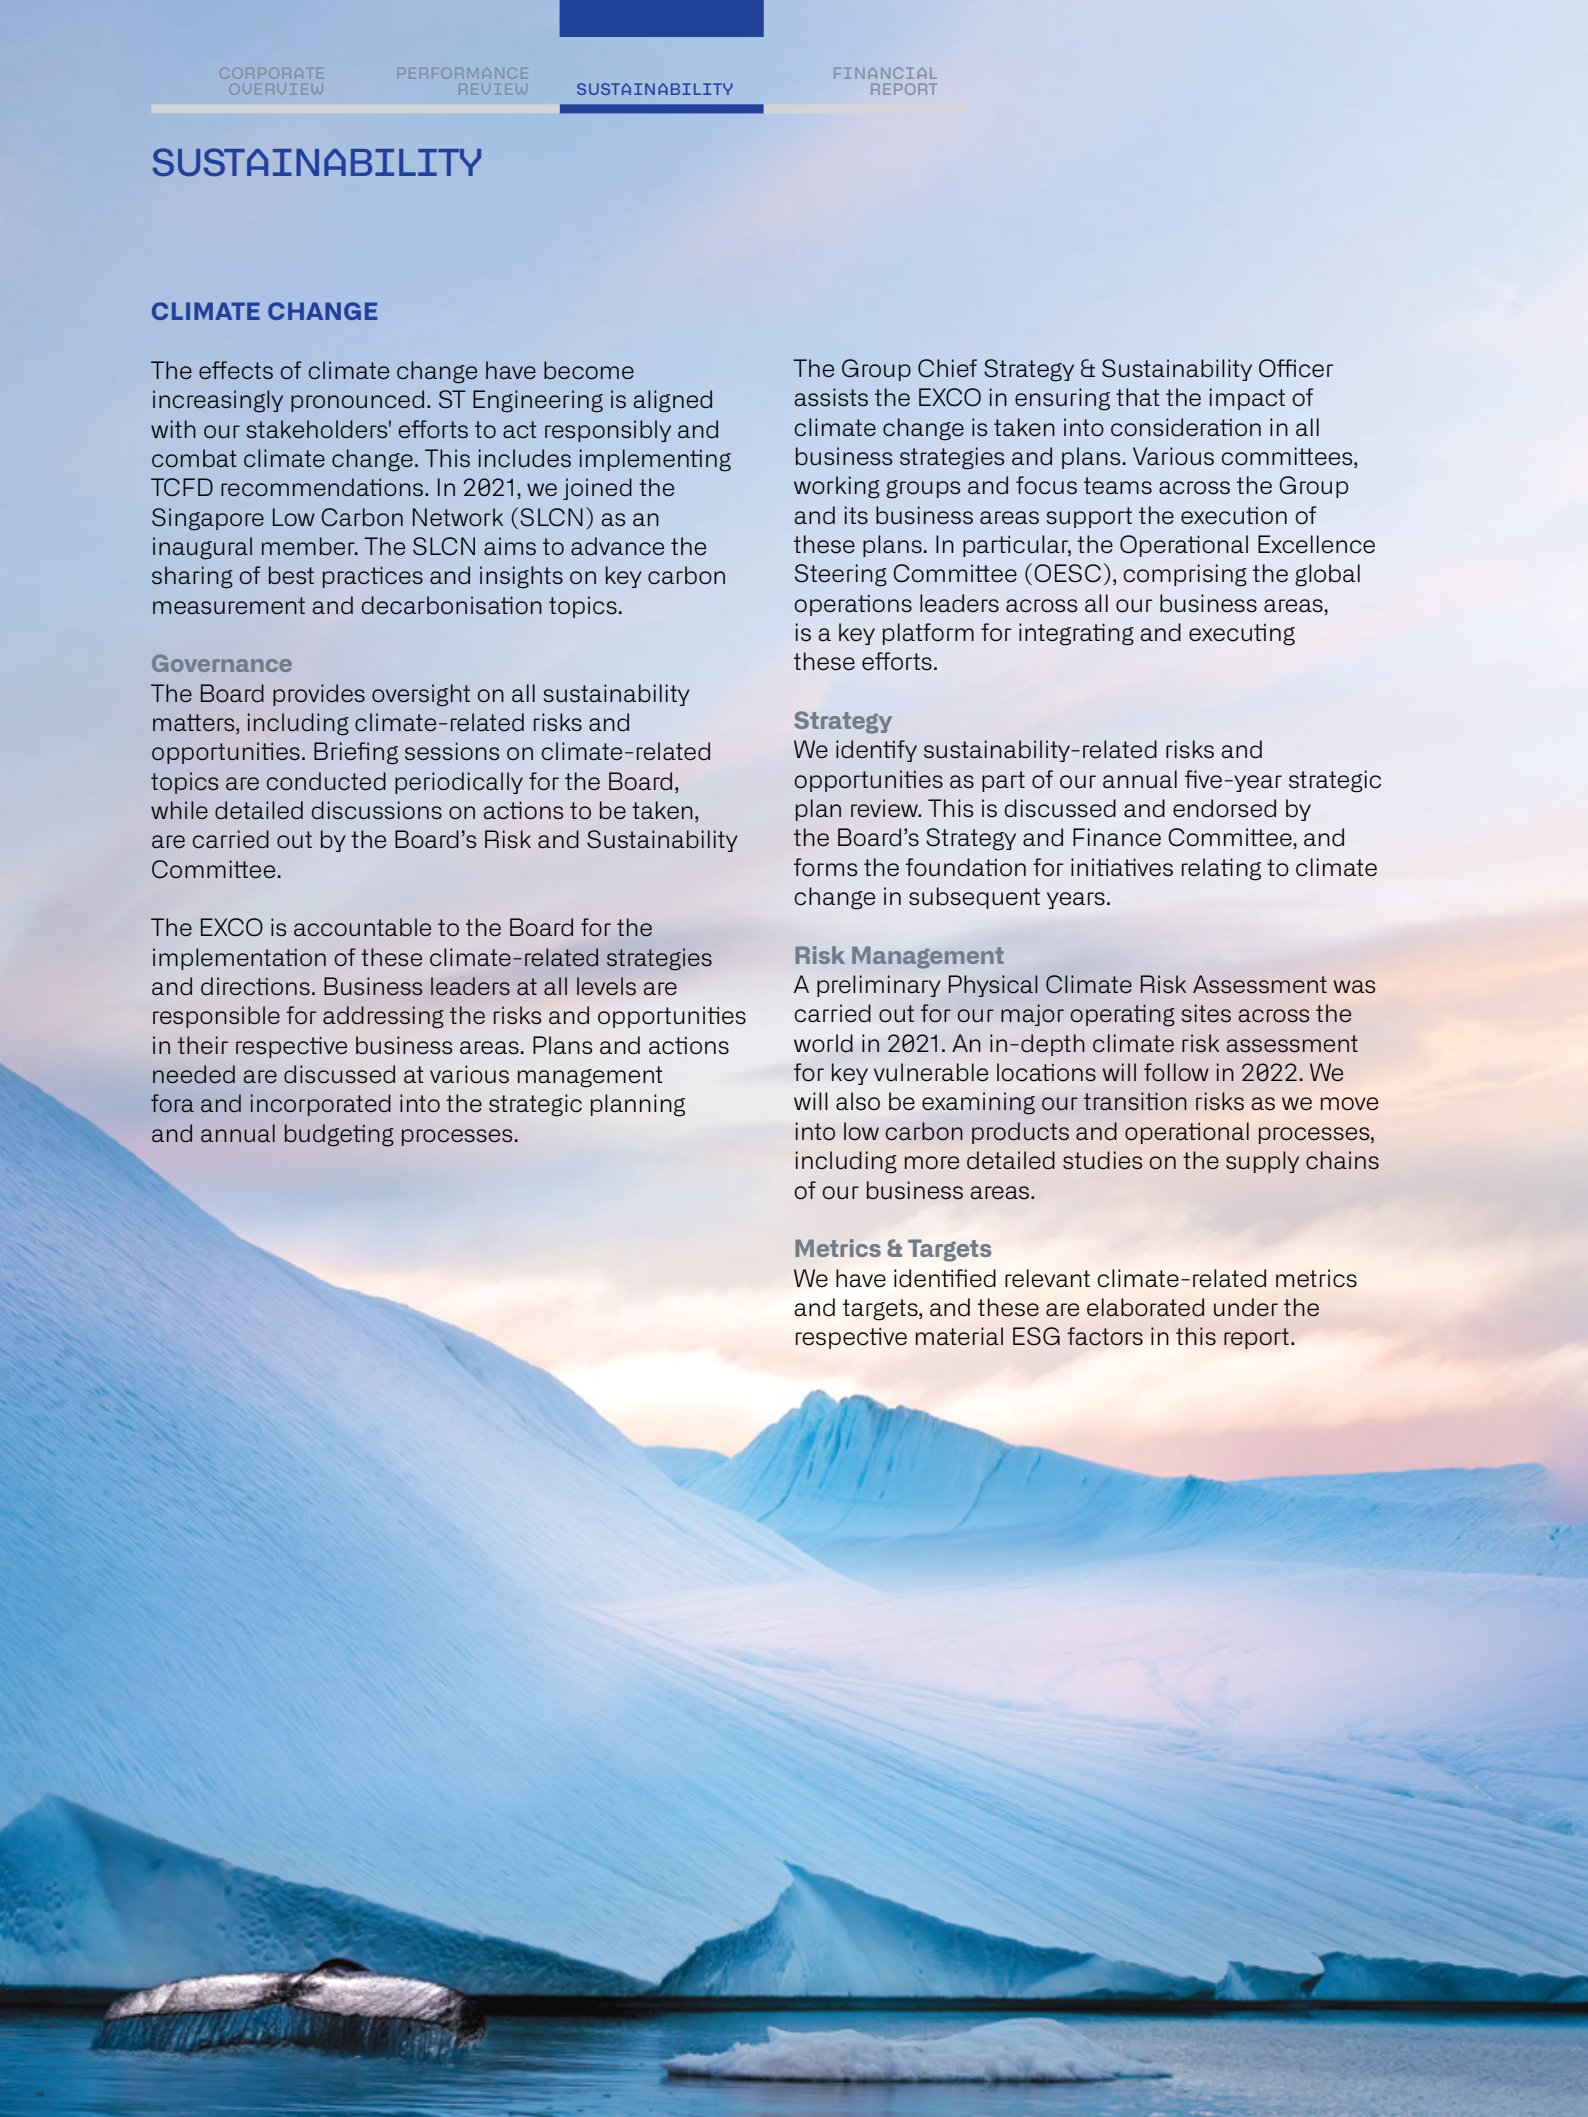 CORPORATE
OVERVIEW
PERFORMANCE
REVIEW
SUSTAINABILITY
FINANCIAL
REPORT
SUSTAINABILITY
CLIMATE CHANGE
The effects of climate change have become
increasingly pronounced. ST Engineering is aligned
with our stakeholders' efforts to act responsibly and
combat climate change. This includes implementing
TCFD recommendations. In 2021, we joined the
Singapore Low Carbon Network (SLCN) as an
inaugural member. The SLCN aims to advance the
sharing of best practices and insights on key carbon
measurement and decarbonisation topics.
Governance
The Board provides oversight on all sustainability
matters, including climate-related risks and
opportunities. Briefing sessions on climate-related
topics are conducted periodically for the Board,
while detailed discussions on actions to be taken,
are carried out by the Board's Risk and Sustainability
Committee.
The EXCO is accountable to the Board for the
implementation of these climate-related strategies
and directions. Business leaders at all levels are
responsible for addressing the risks and opportunities
in their respective business areas. Plans and actions
needed are discussed at various management
fora and incorporated into the strategic planning
and annual budgeting processes.
The Group Chief Strategy & Sustainability Officer
assists the EXCO in ensuring that the impact of
climate change is taken into consideration in all
business strategies and plans. Various committees,
working groups and focus teams across the Group
and its business areas support the execution of
these plans. In particular, the Operational Excellence
Steering Committee (OESC), comprising the global
operations leaders across all our business areas,
is a key platform for integrating and executing
these efforts.
Strategy
We identify sustainability-related risks and
opportunities as part of our annual five-year strategic
plan review. This is discussed and endorsed by
the Board's Strategy and Finance Committee, and
forms the foundation for initiatives relating to climate
change in subsequent years.
Risk Management
A preliminary Physical Climate Risk Assessment was
carried out for our major operating sites across the
world in 2021. An in-depth climate risk assessment
for key vulnerable locations will follow in 2022. We
will also be examining our transition risks as we move
into low carbon products and operational processes,
including more detailed studies on the supply chains
of our business areas.
Metrics & Targets
We have identified relevant climate-related metrics
and targets, and these are elaborated under the
respective material ESG factors in this report.